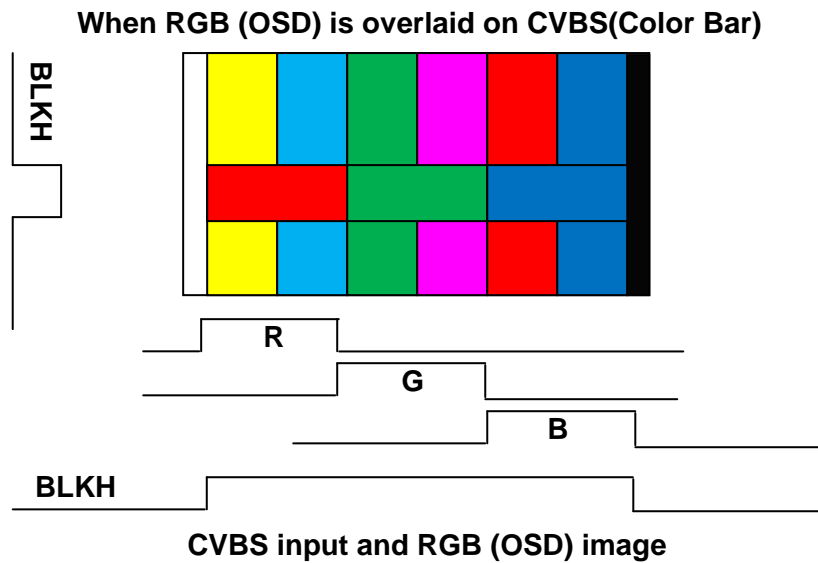 When RGB (OSD) is overlaid on CVBS(Color Bar)
BLKH
R
G
B
BLKH
CVBS input and RGB (OSD) image